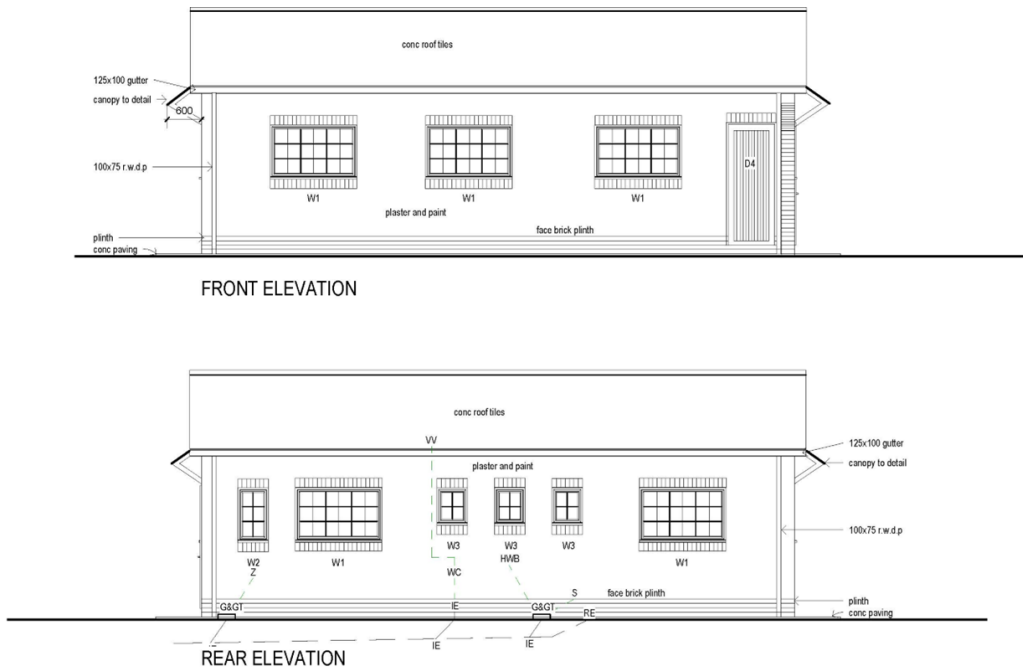 conc roof tiles
125x100 gutter
canopy to detail
600
100x75 r.w.d.p
D4
W1 W1 W1
plaster and paint
face brick plinth
plinth
conc paving
FRONT ELEVATION
conc roof tiles
VV
125x100 gutter
plaster and paint
canopy to detail
100x75 r.w.d.p
W3 W3 W3
W2 W1 HWB W1
Z WC
S face brick plinth
plinth
G&GT IE G&GT RE
conc paving
IE IE
REAR ELEVATION